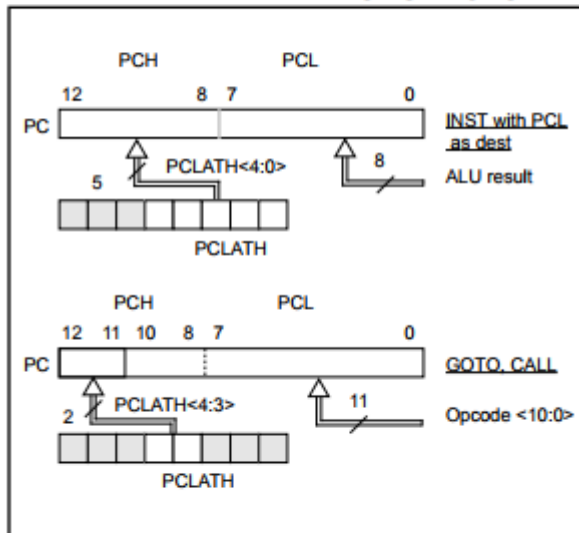 PCH PCL
12 8 7 0
PC INST with PCL
as dest
PCLATH<4:0> 8
5 ALU result
PCLATH
PCH PCL
12 11 10 8 7 0
PC GOTO, CALL
PCLATH<4:3> 11
2 Opcode <10:0>
PCLATH